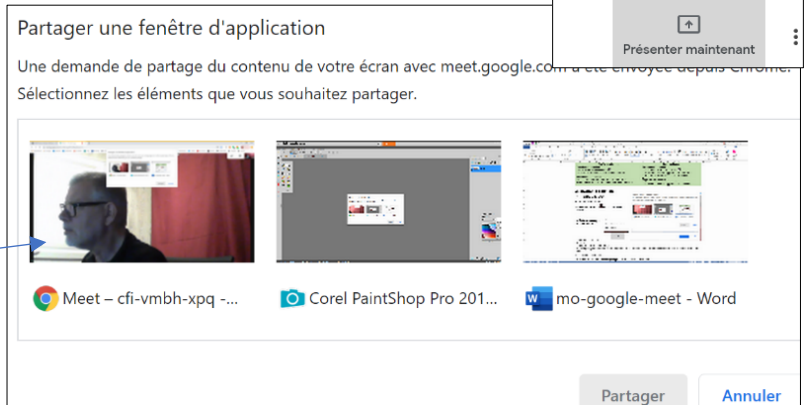 Partager une fenêtre d'application
Présenter maintenant
Une demande de partage du contenu de votre écran avec meet.google.com a été envoyée depuis Chrome.
Sélectionnez les éléments que vous souhaitez partager.
Meet – cfi-vmbh-xpq -...
Corel PaintShop Pro 201...
mo-google-meet - Word
Partager
Annuler